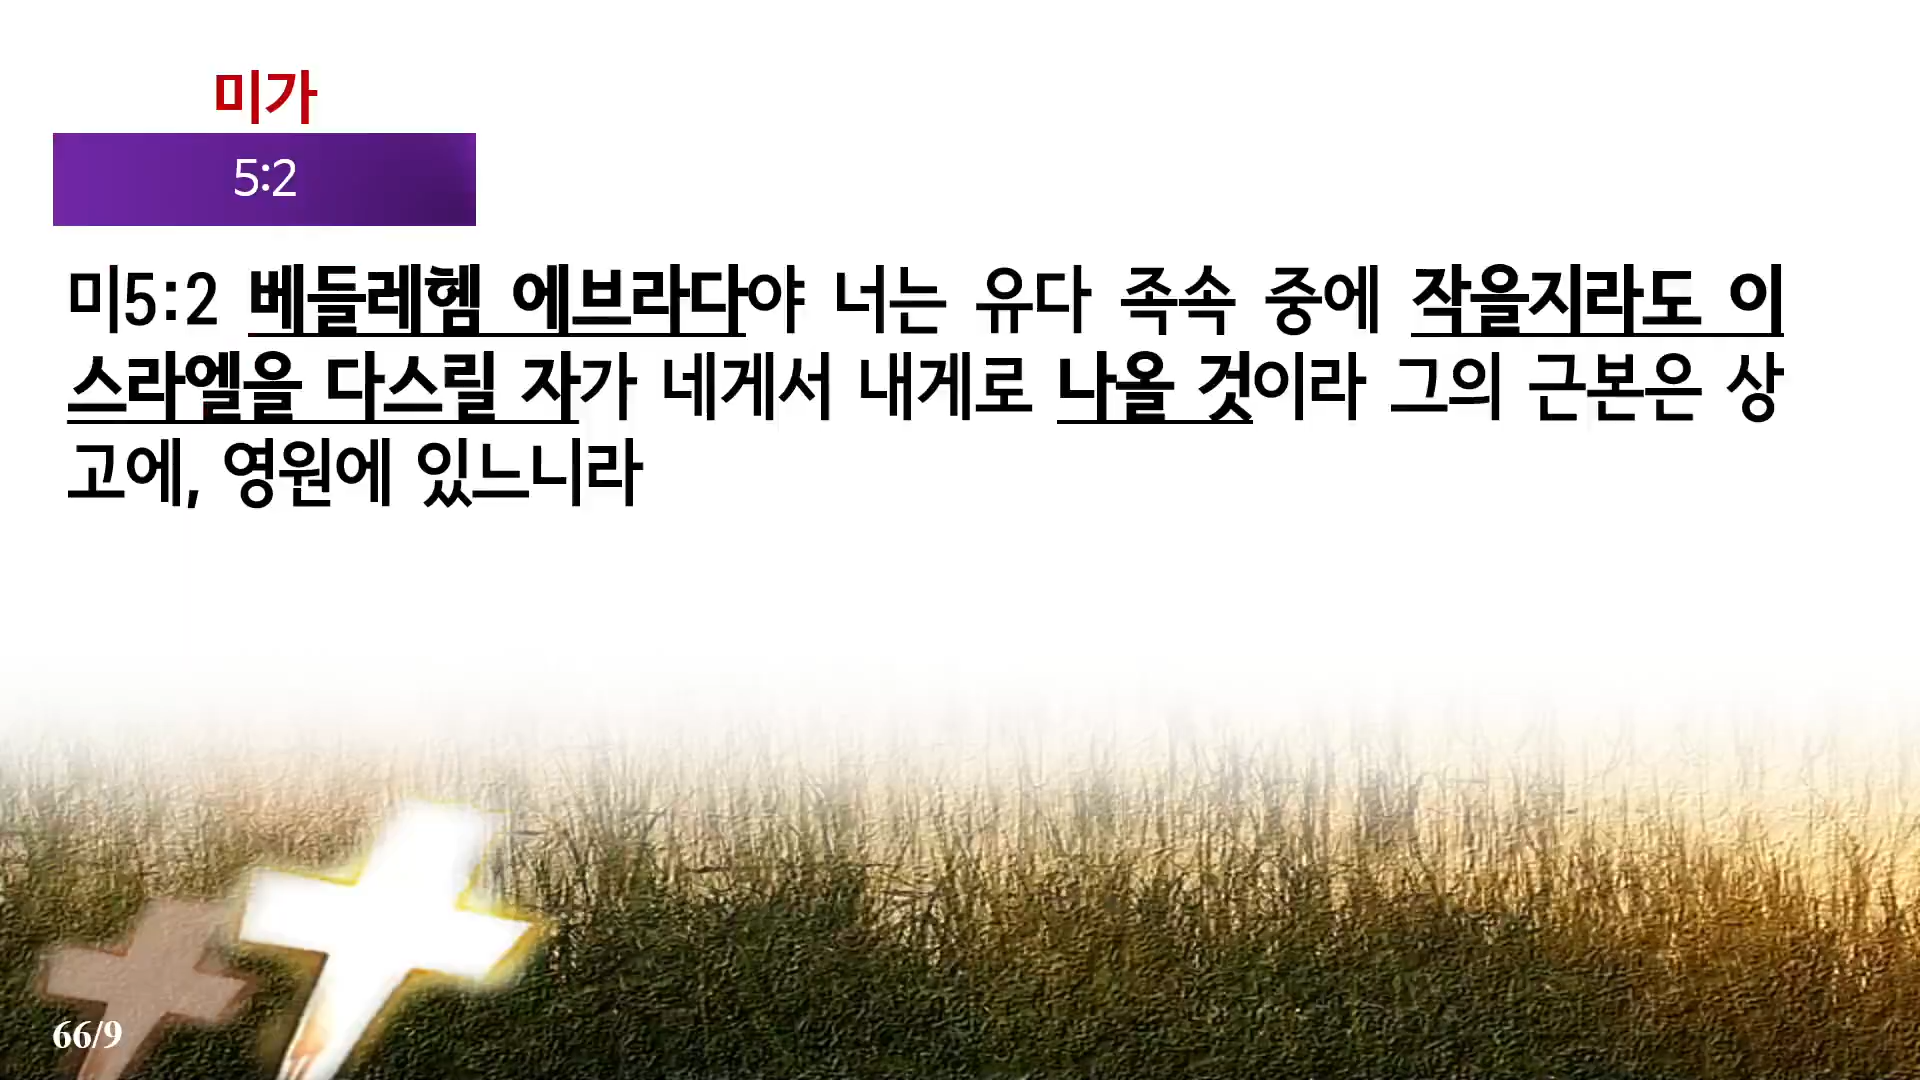 미가
5:2
미5:2 베들레헴 에브라다야 너는 유다 족속 중에 작을지라도 이
스라엘을 다스릴 자가 네게서 내게로 나올 것이라 그의 근본은 상
고에, 영원에 있느니라
66/9